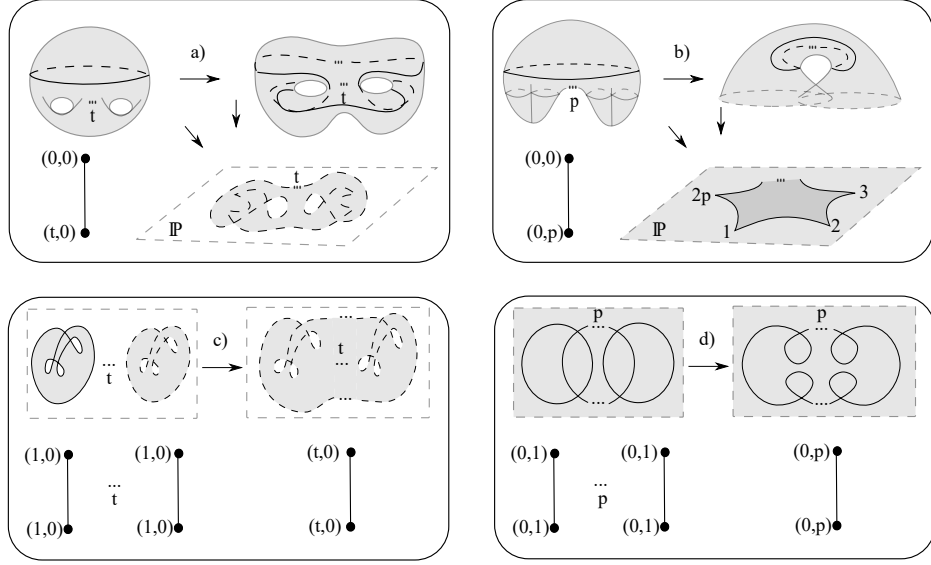 a)
t
...
...
t
(0,0)
(t,0)
t
...
ℙ
b)
...
p
...
(0,0)
(0,p)
...
2p
3
1
2
ℙ
c)
...
t
...
t
...
...
(1,0)
(1,0)
(t,0)
...
t
(1,0)
(1,0)
(t,0)
d)
p
...
...
p
...
...
(0,1)
(0,1)
(0,p)
...
p
(0,1)
(0,1)
(0,p)